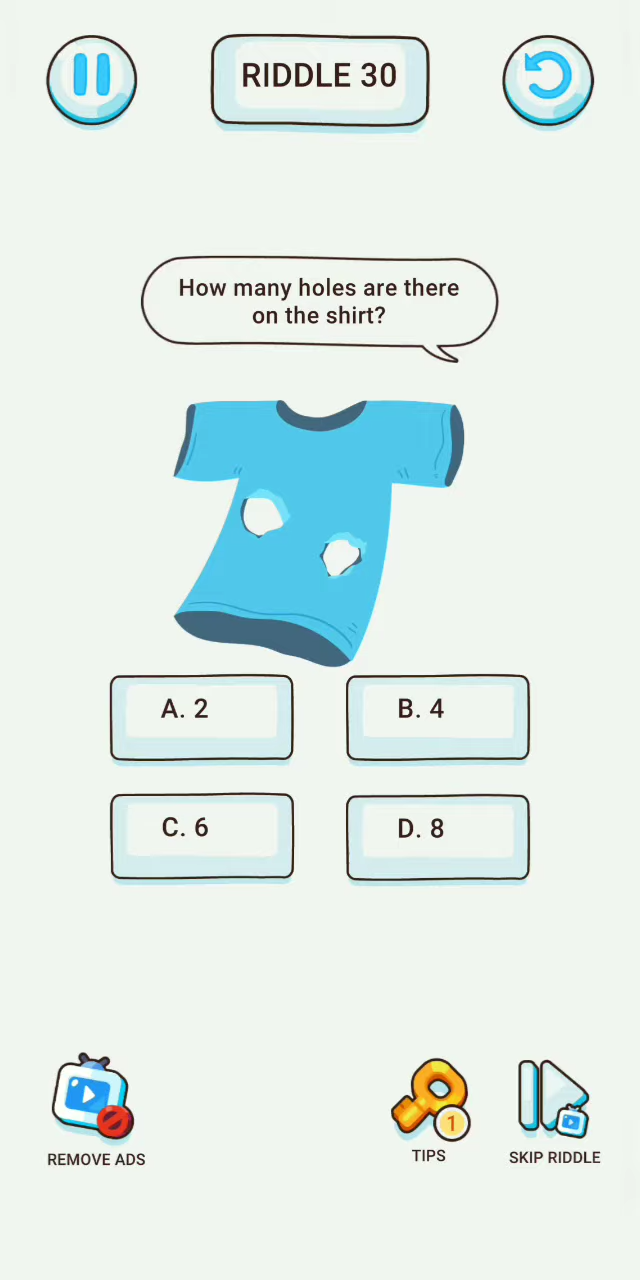 RIDDLE 30
How many holes are there
on the shirt?
A. 2
B. 4
C. 6
D. 8
1
REMOVE ADS
TIPS
SKIP RIDDLE